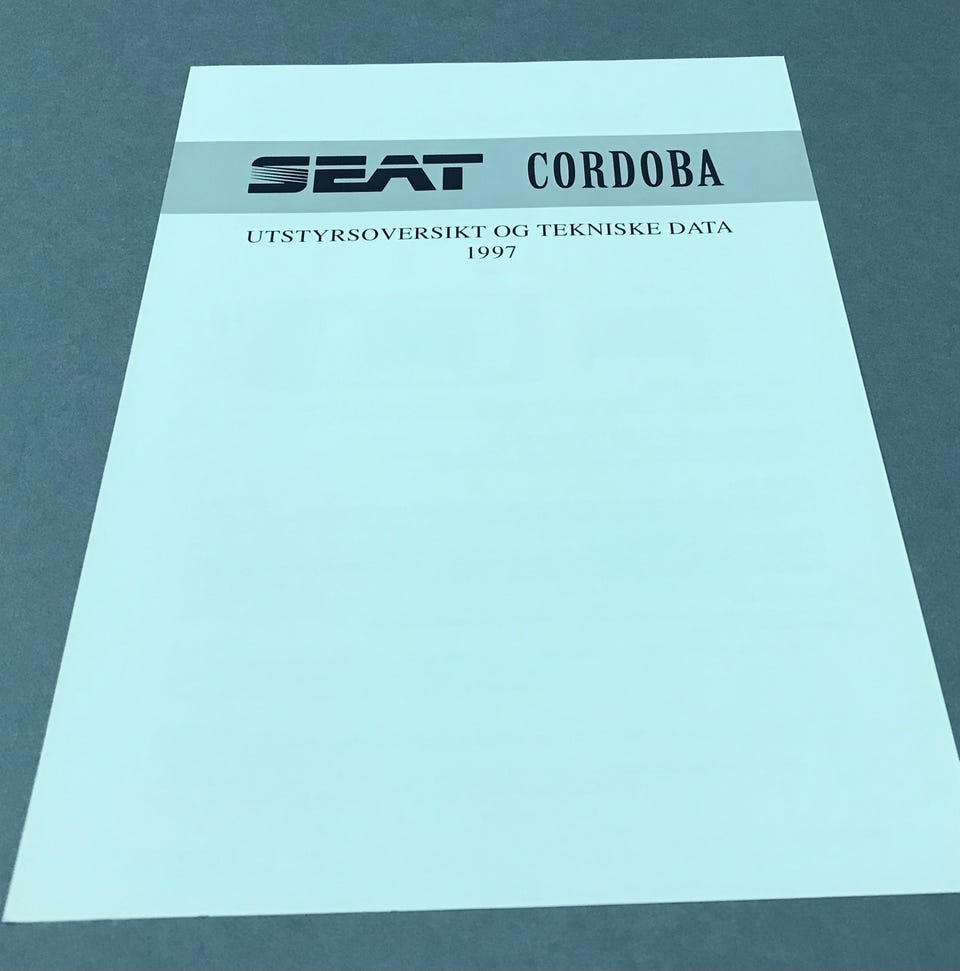 SEAT CORDOBA
UTSTYRSOVERSIKT OG TEKNISKE DATA
1997